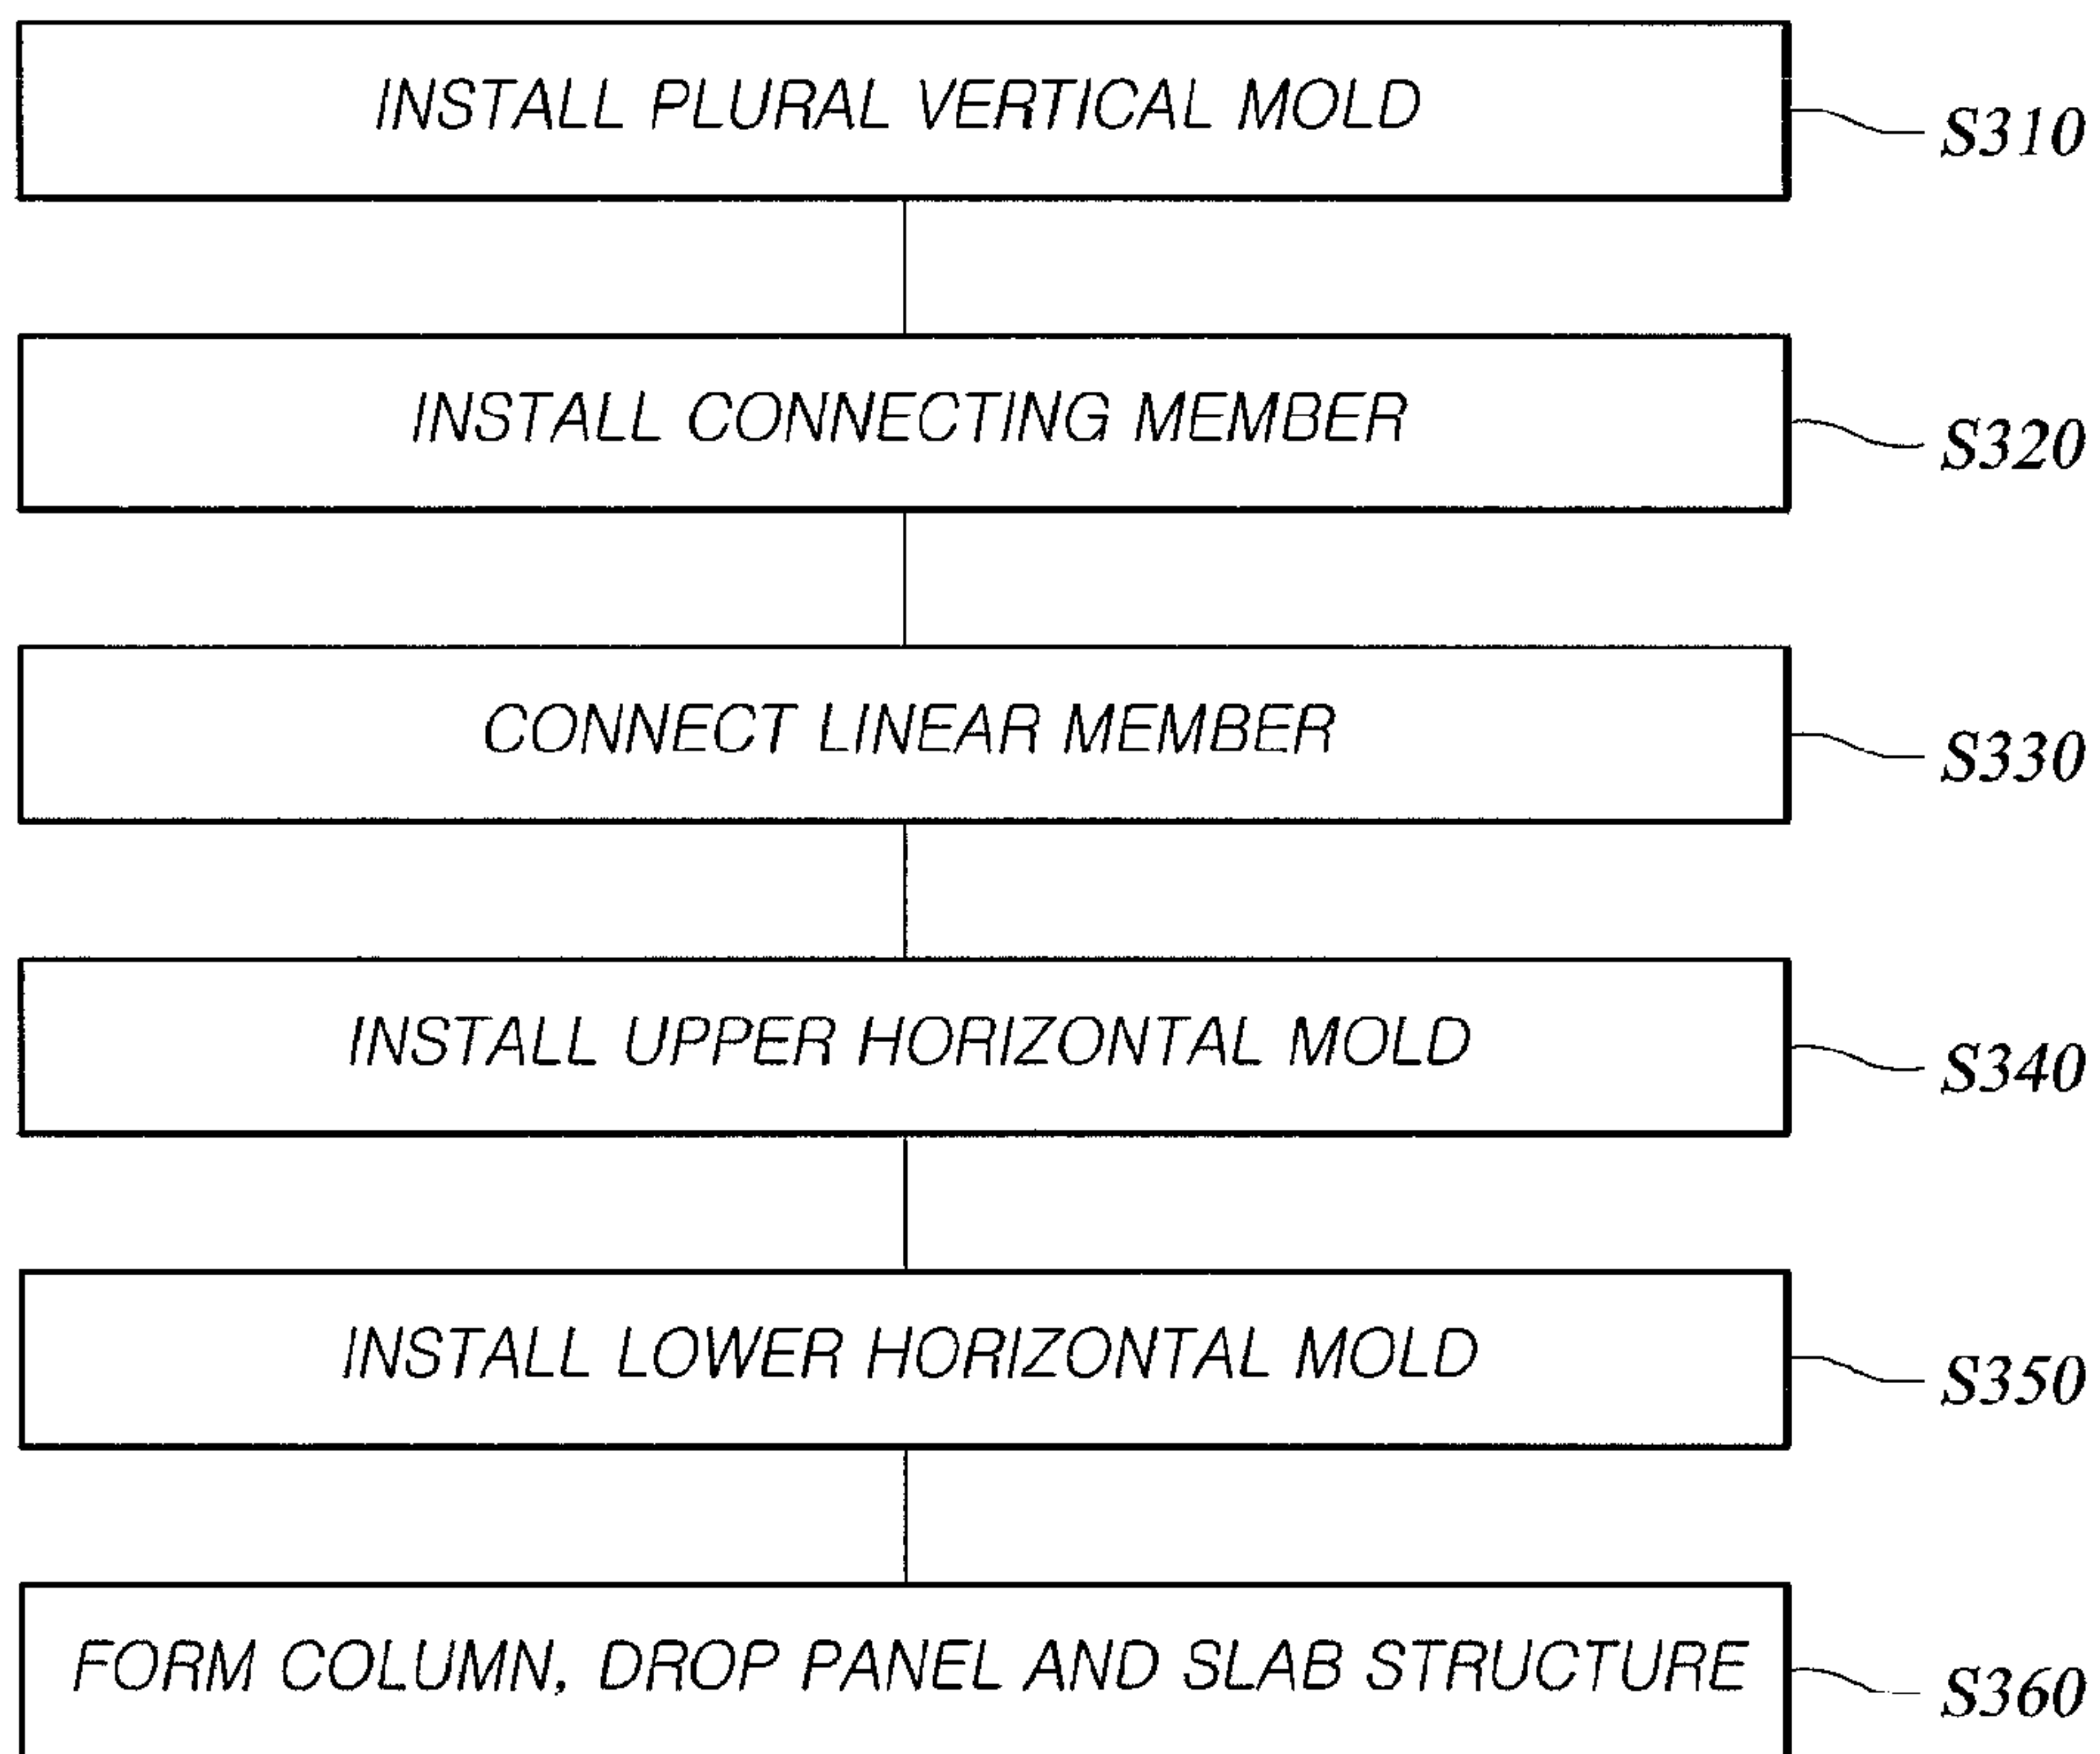 INSTALL PLURAL VERTICAL MOLD S310
INSTALL CONNECTING MEMBER S320
CONNECT LINEAR MEMBER S330
INSTALL UPPER HORIZONTAL MOLD S340
INSTALL LOWER HORIZONTAL MOLD S350
FORM COLUMN, DROP PANEL AND SLAB STRUCTURE S360